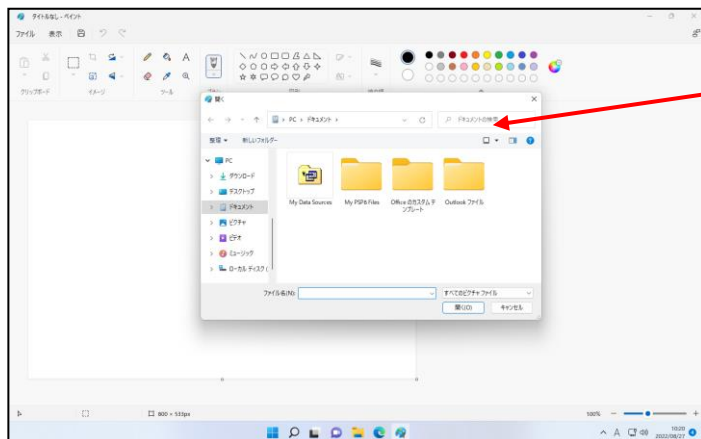 タイトルなし - ペイント
ファイル 表示
クリップボード イメージ ツール ブラシ 図形 色
開く
PC › ドキュメント ›
ドキュメントの検索
整理 新しいフォルダー
PC
ダウンロード
デスクトップ
ドキュメント
ピクチャ
ビデオ
ミュージック
ローカル ディスク (
My Data Sources
My PSP8 Files
Office のカスタム テンプレート
Outlook ファイル
ファイル名(N):
すべてのピクチャ ファイル
開く(O) キャンセル
800 × 533px
100%
A 10:20
2022/08/27